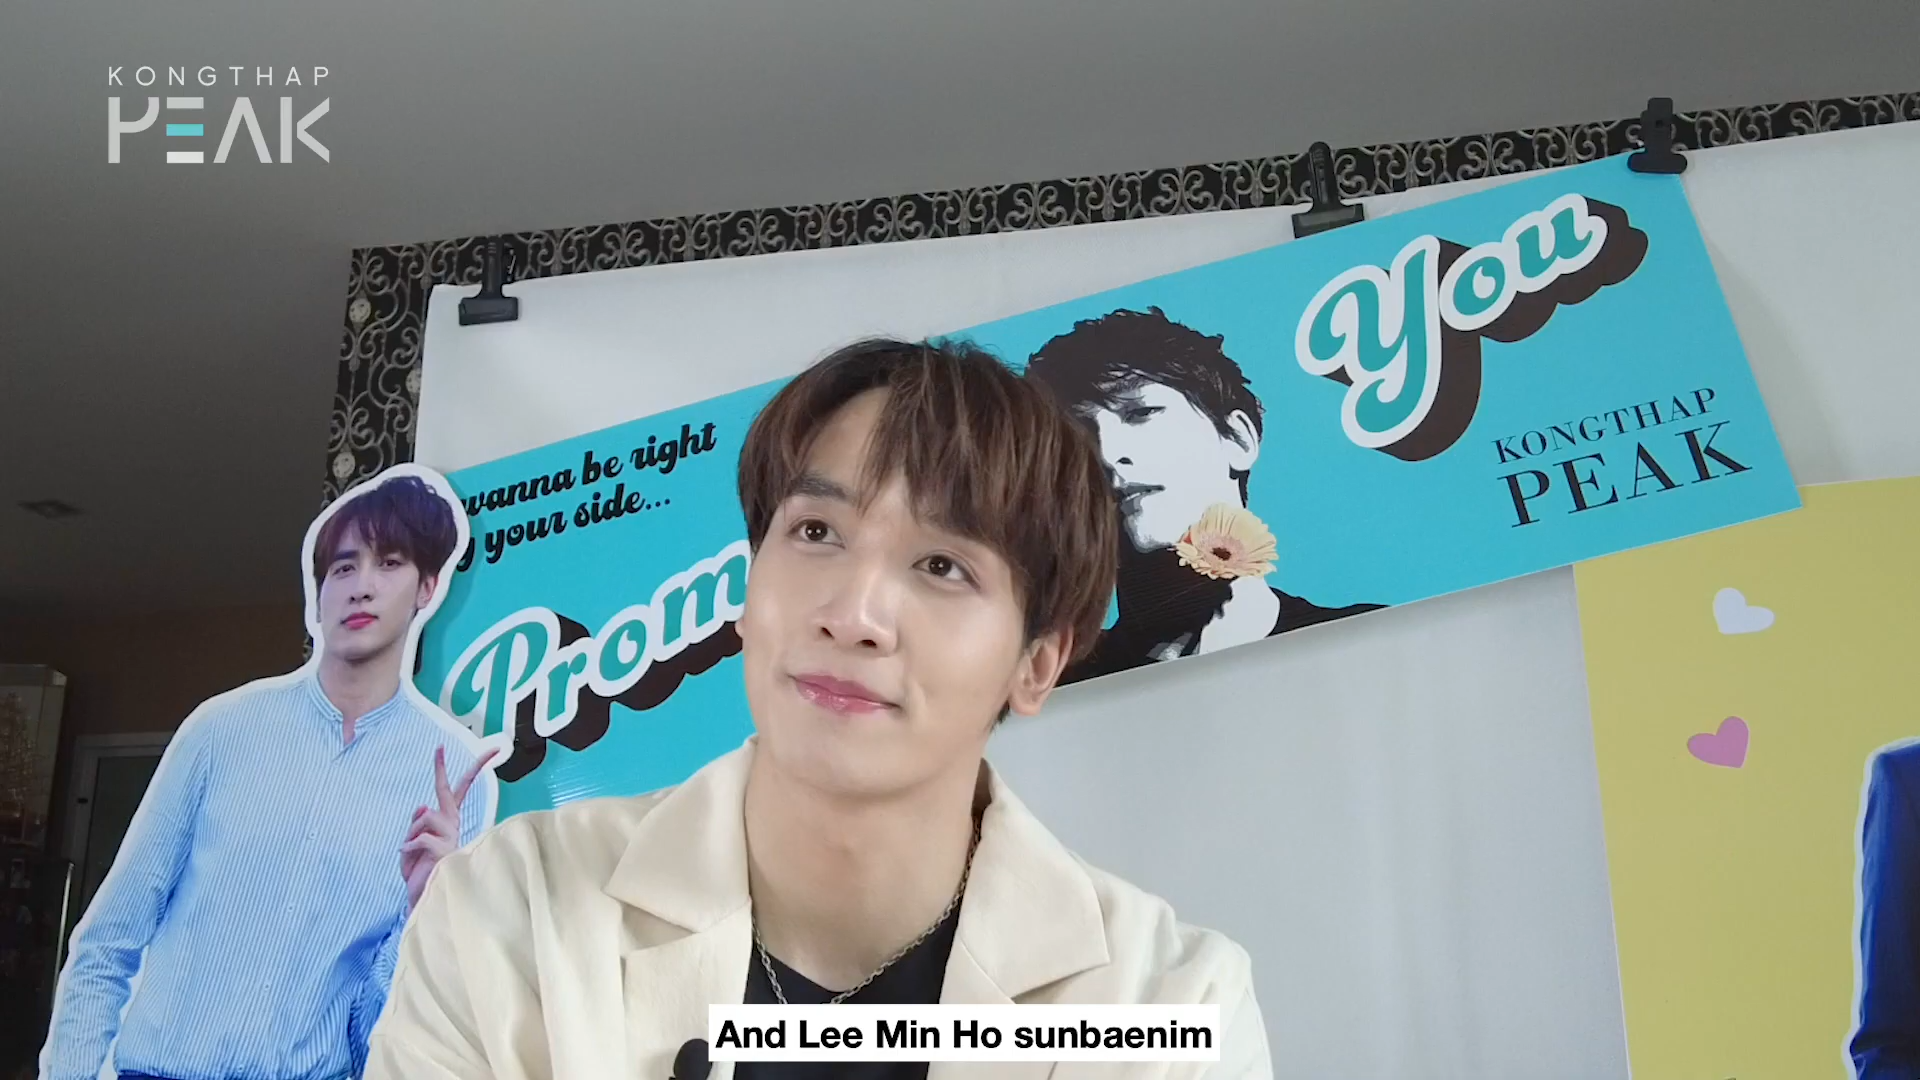 KONGTHAP
PEAK
wanna be right
your side...
Prom
You
KONGTHAP
PEAK
And Lee Min Ho sunbaenim